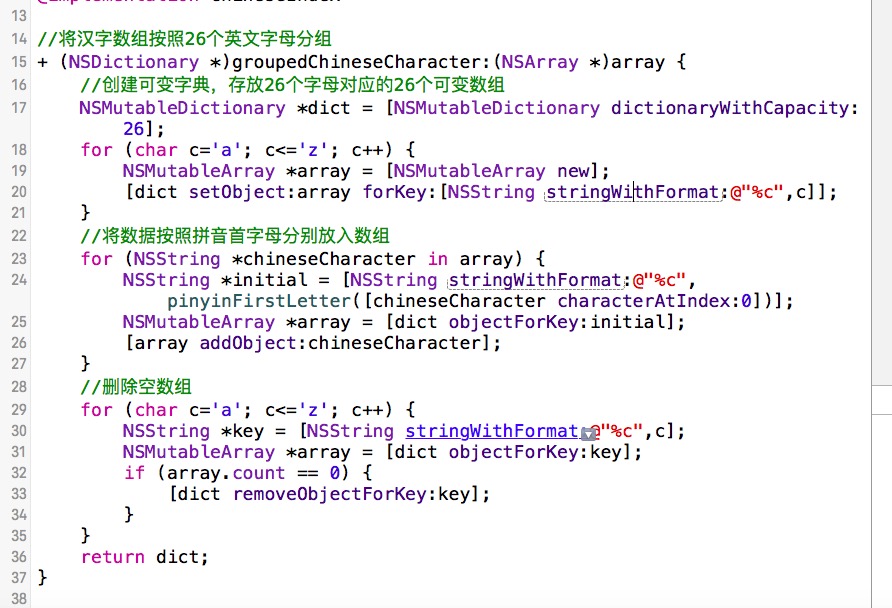 13
14 //将汉字数组按照26个英文字母分组
15 + (NSDictionary *)groupedChineseCharacter:(NSArray *)array {
16 //创建可变字典，存放26个字母对应的26个可变数组
17 NSMutableDictionary *dict = [NSMutableDictionary dictionaryWithCapacity:
26];
18 for (char c='a'; c<='z'; c++) {
19 NSMutableArray *array = [NSMutableArray new];
20 [dict setObject:array forKey:[NSString stringWithFormat:@"%c",c]];
21 }
22 //将数据按照拼音首字母分别放入数组
23 for (NSString *chineseCharacter in array) {
24 NSString *initial = [NSString stringWithFormat:@"%c",
pinyinFirstLetter([chineseCharacter characterAtIndex:0])];
25 NSMutableArray *array = [dict objectForKey:initial];
26 [array addObject:chineseCharacter];
27 }
28 //删除空数组
29 for (char c='a'; c<='z'; c++) {
30 NSString *key = [NSString stringWithFormat:@"%c",c];
31 NSMutableArray *array = [dict objectForKey:key];
32 if (array.count == 0) {
33 [dict removeObjectForKey:key];
34 }
35 }
36 return dict;
37 }
38